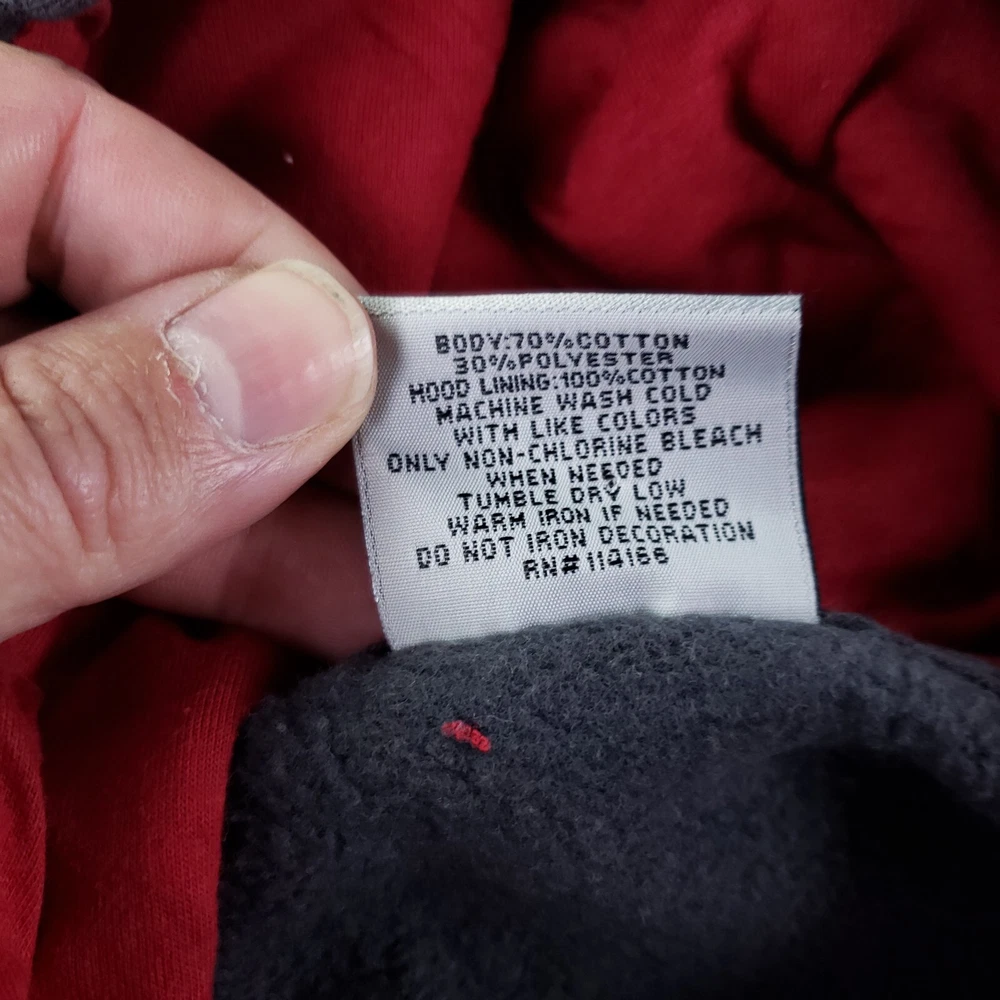 BODY:70%COTTON
30%POLYESTER
HOOD LINING:100%COTTON
MACHINE WASH COLD
WITH LIKE COLORS
ONLY NON-CHLORINE BLEACH
WHEN NEEDED
TUMBLE DRY LOW
WARM IRON IF NEEDED
DO NOT IRON DECORATION
RN#114166